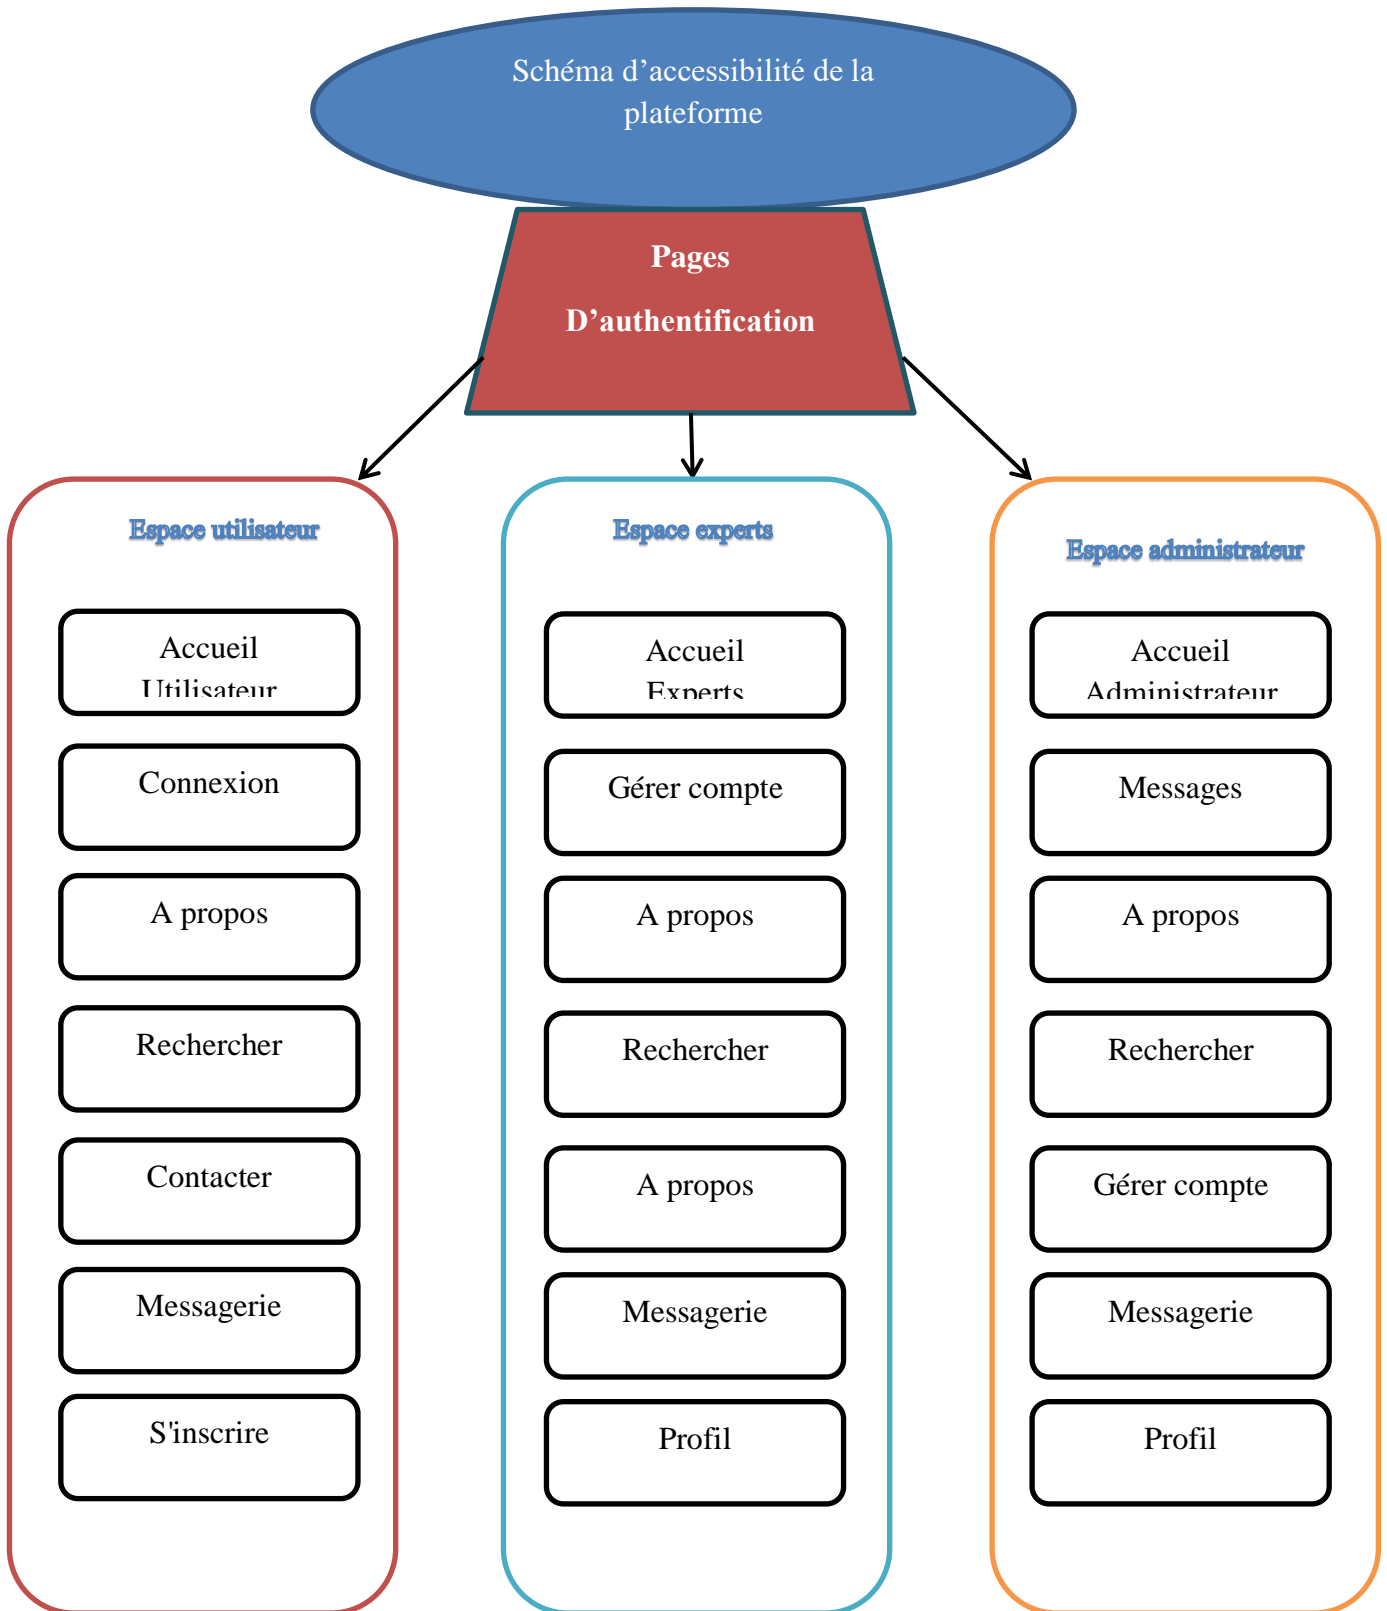 Schéma d’accessibilité de la
plateforme
Pages
D’authentification
Espace utilisateur
Accueil
Utilisateur
Connexion
A propos
Rechercher
Contacter
Messagerie
S'inscrire
Espace experts
Accueil
Experts
Gérer compte
A propos
Rechercher
A propos
Messagerie
Profil
Espace administrateur
Accueil
Administrateur
Messages
A propos
Rechercher
Gérer compte
Messagerie
Profil